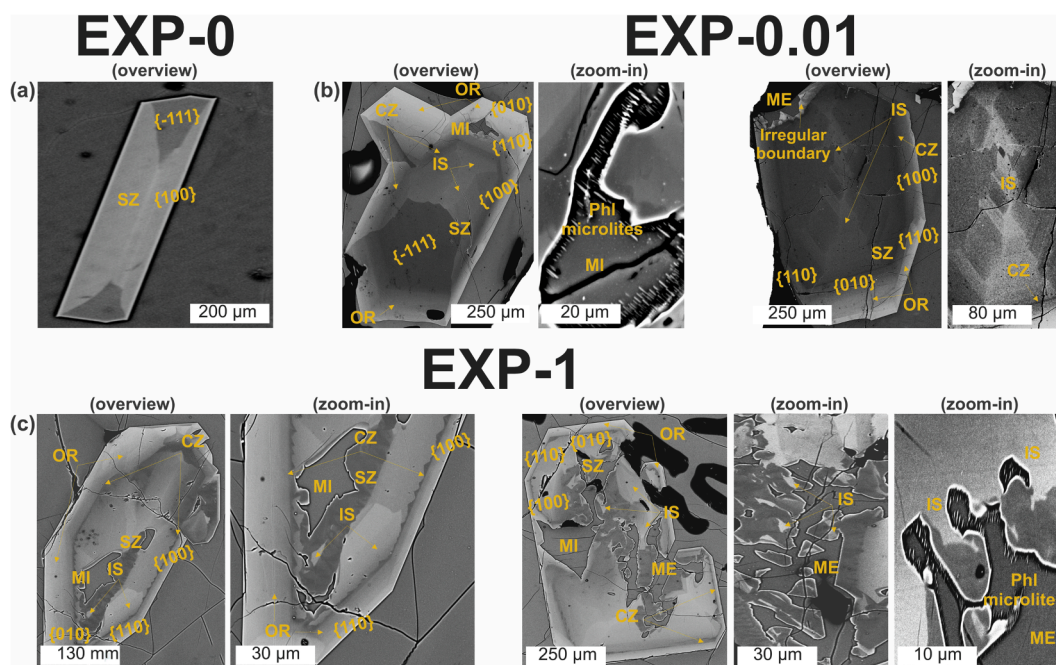 EXP-0
EXP-0.01
(overview)
(overview)
(zoom-in)
(overview)
(a)
{-111}
SZ
{100}
200 µm
(b)
OR
CZ
{010}
MI
{110}
IS
{100}
SZ
{-111}
OR
250 µm
Phl
microlites
MI
20 µm
ME
IS
Irregular
boundary
CZ
{100}
SZ
{110}
{110}
{010}
OR
250 µm
IS
CZ
80 µm
EXP-1
(overview)
(zoom-in)
(overview)
(zoom-in)
(zoom-in)
(c)
OR
CZ
SZ
{100}
MI
IS
{010}
{110}
130 mm
CZ
{100}
SZ
MI
IS
OR
{110}
30 µm
{010}
OR
{110}
SZ
{100}
IS
MI
ME
CZ
250 µm
IS
ME
30 µm
IS
IS
Phl
microlites
ME
10 µm